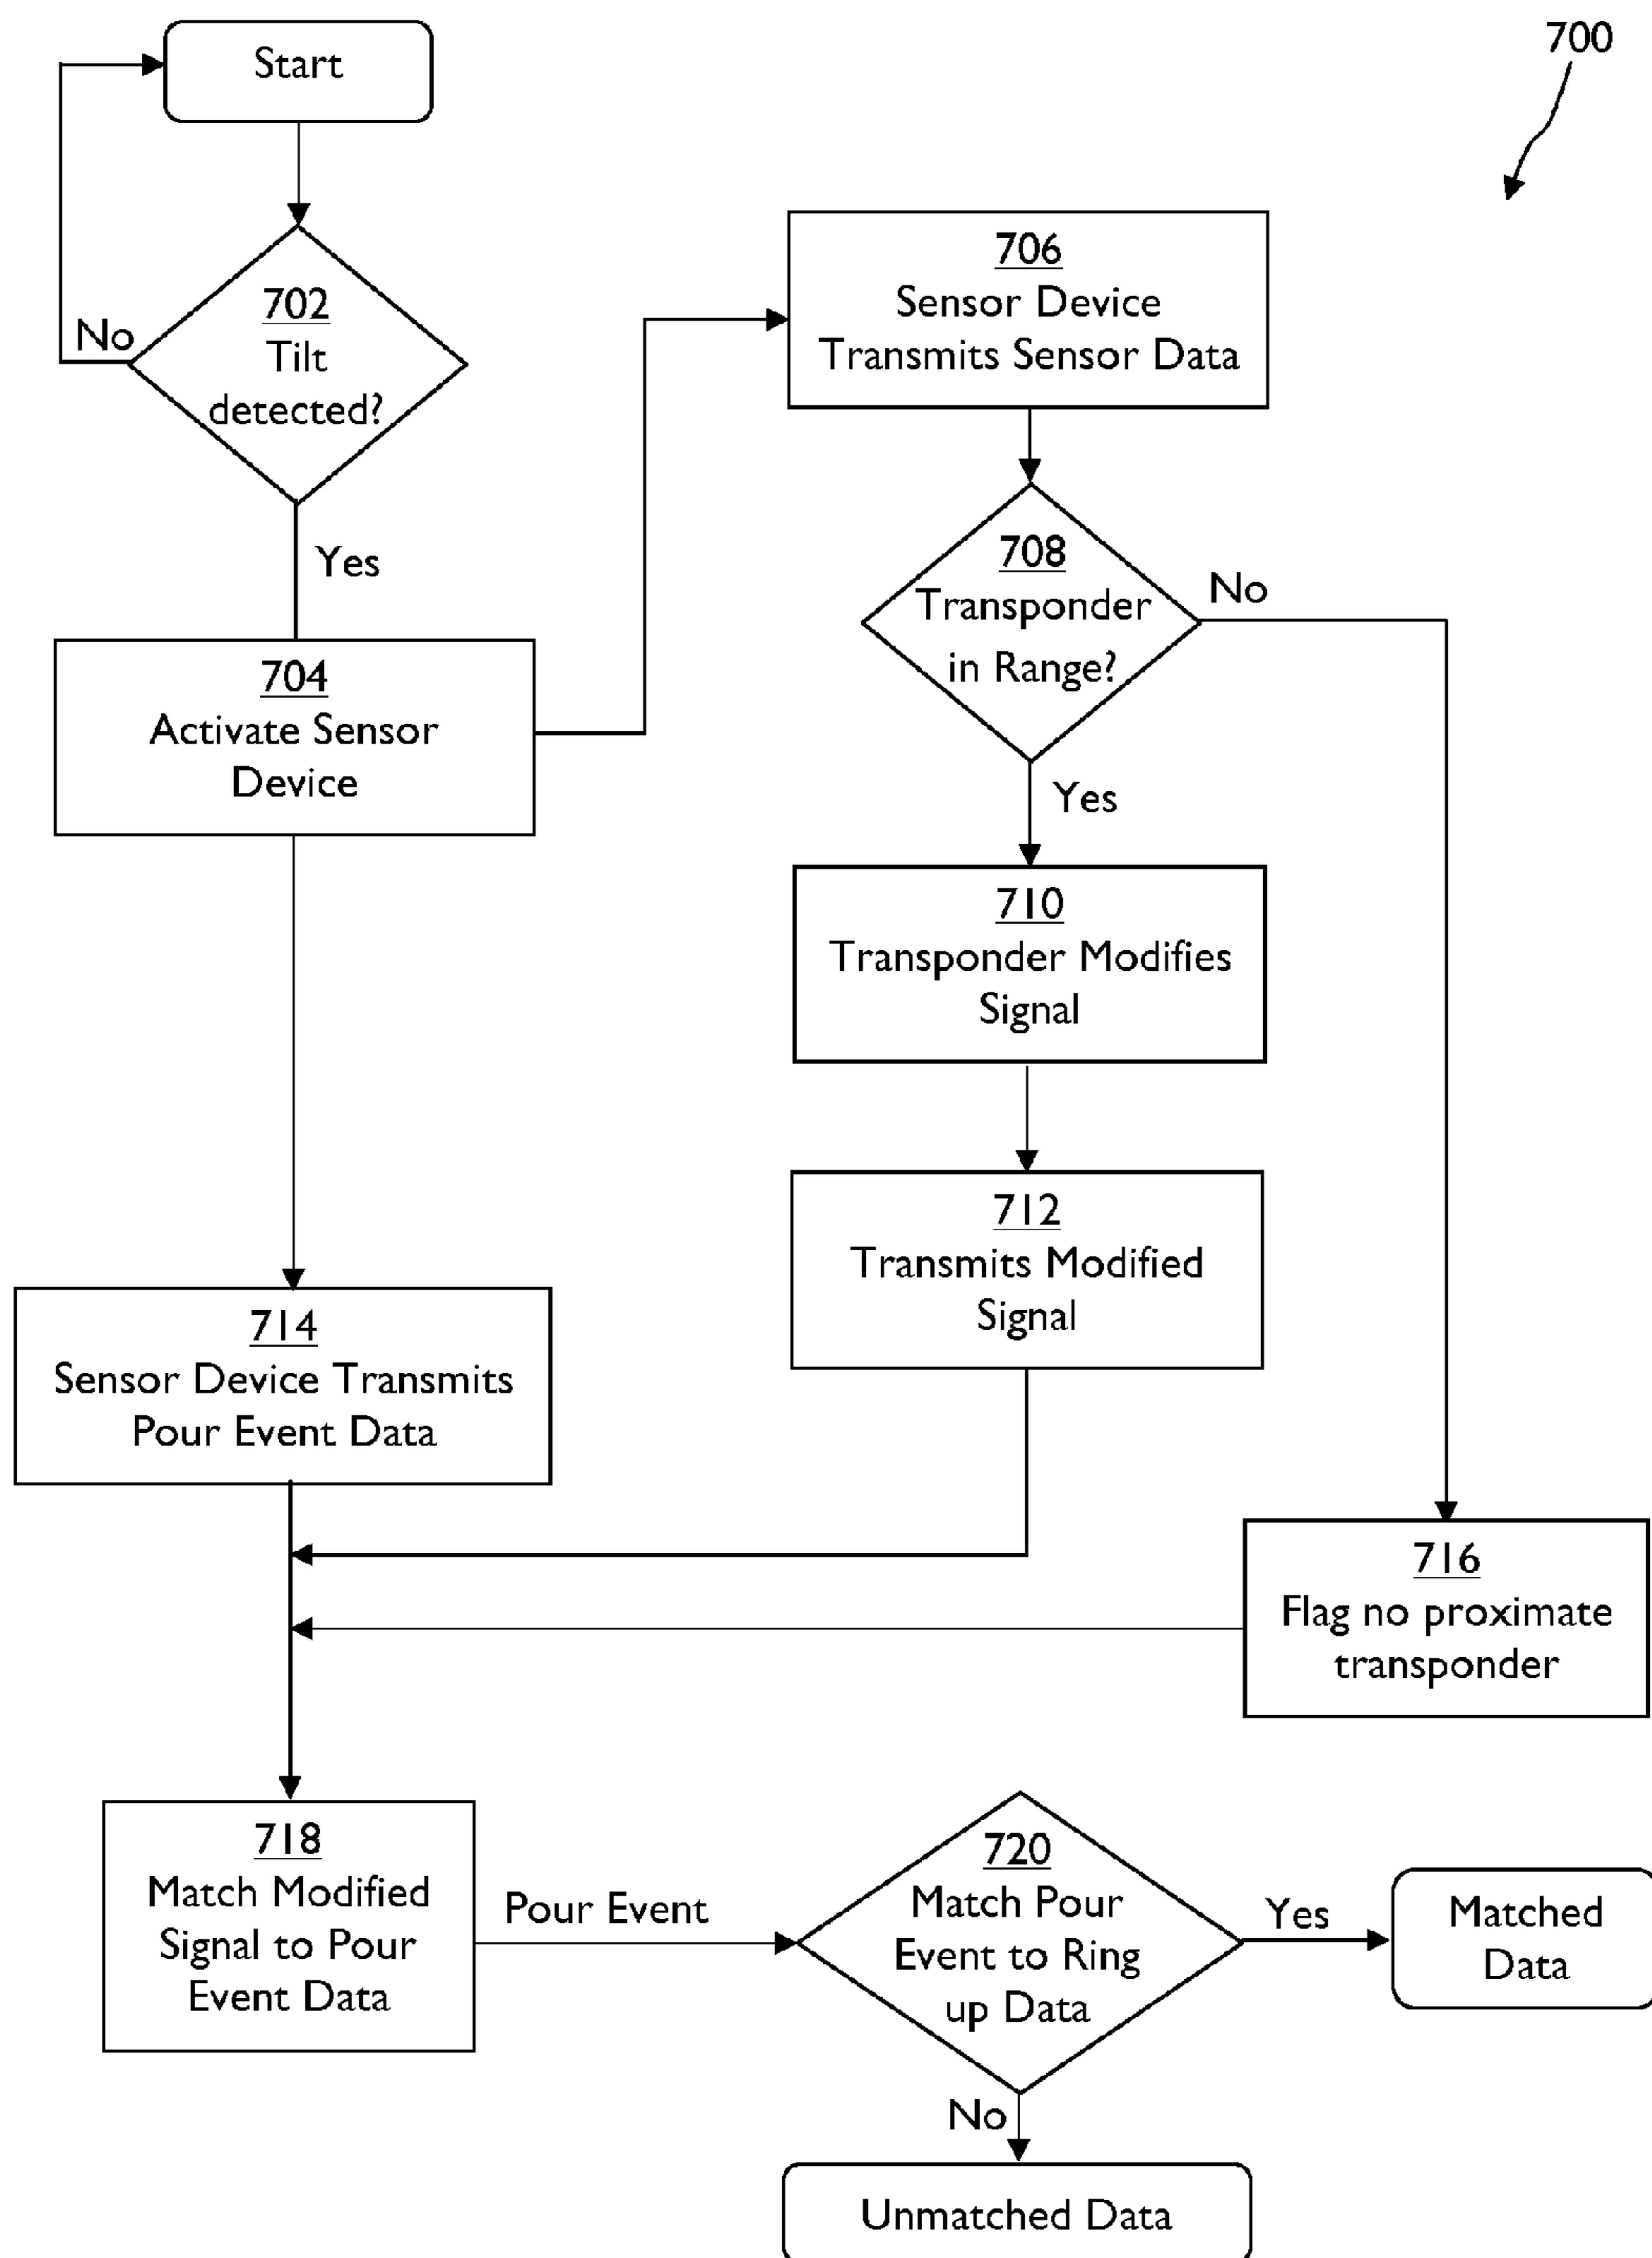 700
Start
702
Tilt
detected?
No
Yes
704
Activate Sensor
Device
706
Sensor Device
Transmits Sensor Data
708
Transponder
in Range?
No
Yes
710
Transponder Modifies
Signal
712
Transmits Modified
Signal
714
Sensor Device Transmits
Pour Event Data
716
Flag no proximate
transponder
718
Match Modified
Signal to Pour
Event Data
Pour Event
720
Match Pour
Event to Ring
up Data
Yes
Matched
Data
No
Unmatched Data